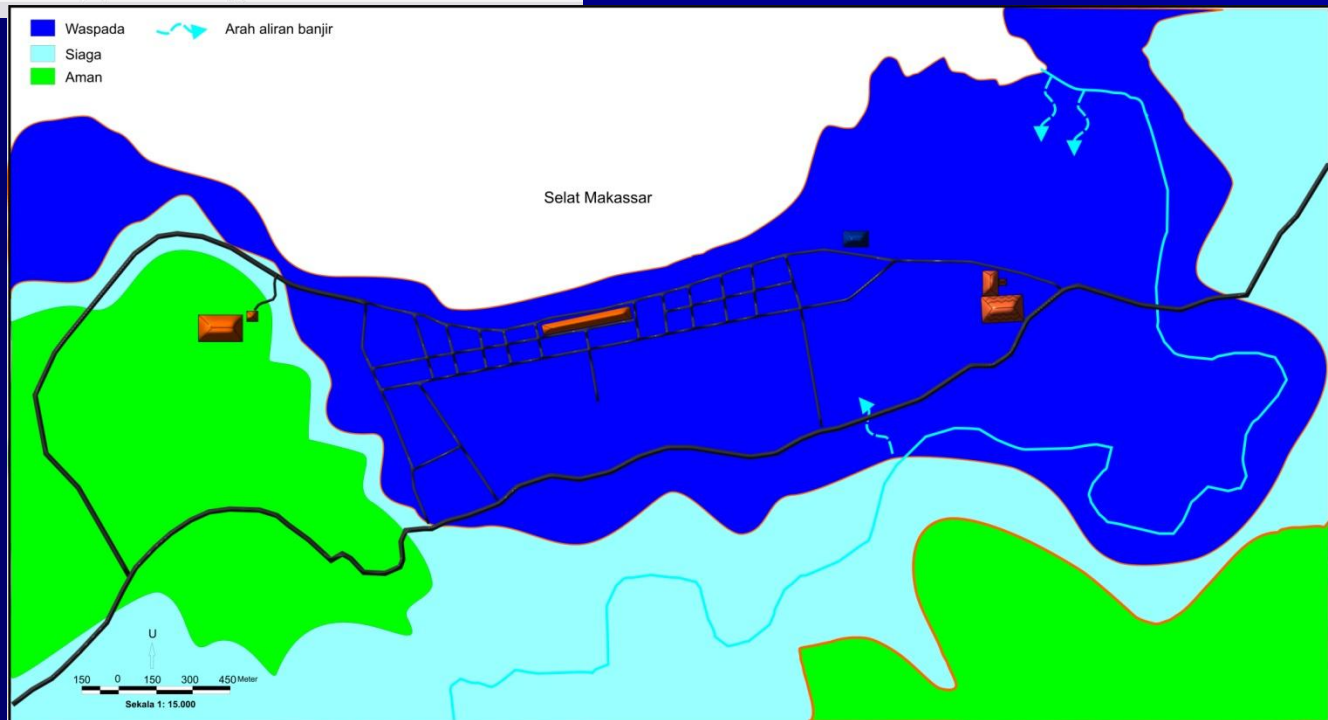 Waspada
Arah aliran banjir
Siaga
Aman
Selat Makassar
U
150 0 150 300 450 Meter
Sekala 1: 15.000